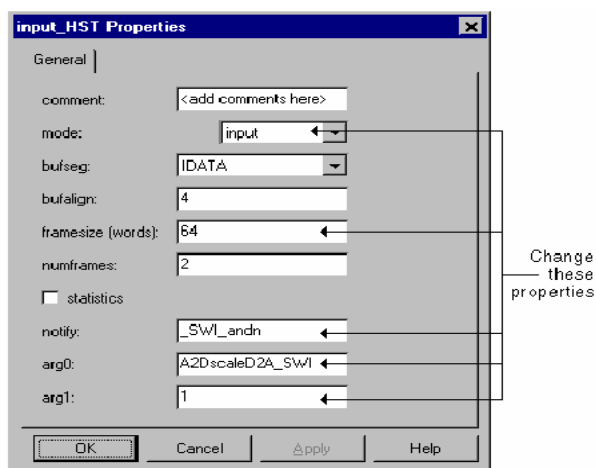 input_HST Properties
General
comment: <add comments here>
mode: input
bufseg: IDATA
bufalign: 4
framesize (words): 64
numframes: 2
statistics
notify: _SWI_andn
arg0: A2DscaleD2A_SWI
arg1: 1
OK Cancel Apply Help
Change
these
properties